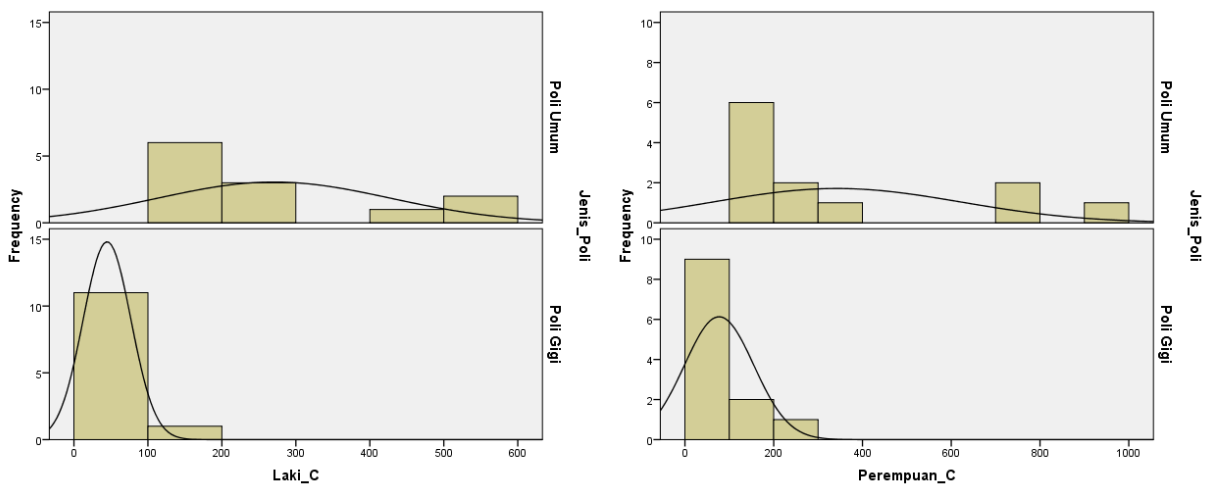 15
10
5
0
Poli Umum
15
10
5
0
Poli Gigi
Frequency
Jenis_Poli
0 100 200 300 400 500 600
Laki_C
10
8
6
4
2
0
Poli Umum
10
8
6
4
2
0
Poli Gigi
Frequency
Jenis_Poli
0 200 400 600 800 1000
Perempuan_C